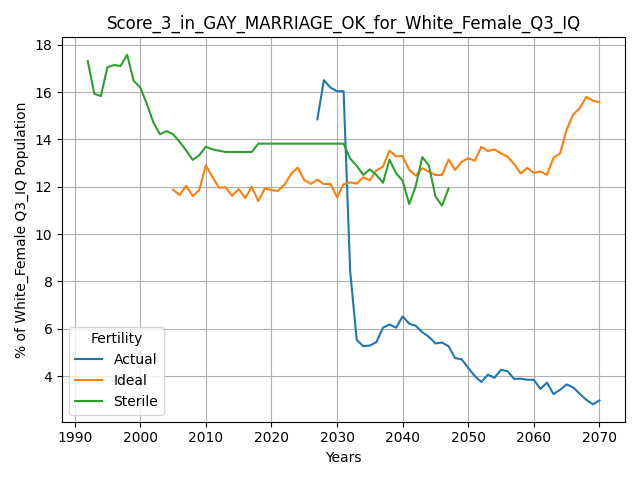 Score_3_in_GAY_MARRIAGE_OK_for_White_Female_Q3_IQ
% of White_Female Q3_IQ Population
18
16
14
12
10
8
6
4
Fertility
Actual
Ideal
Sterile
1990 2000 2010 2020 2030 2040 2050 2060 2070
Years